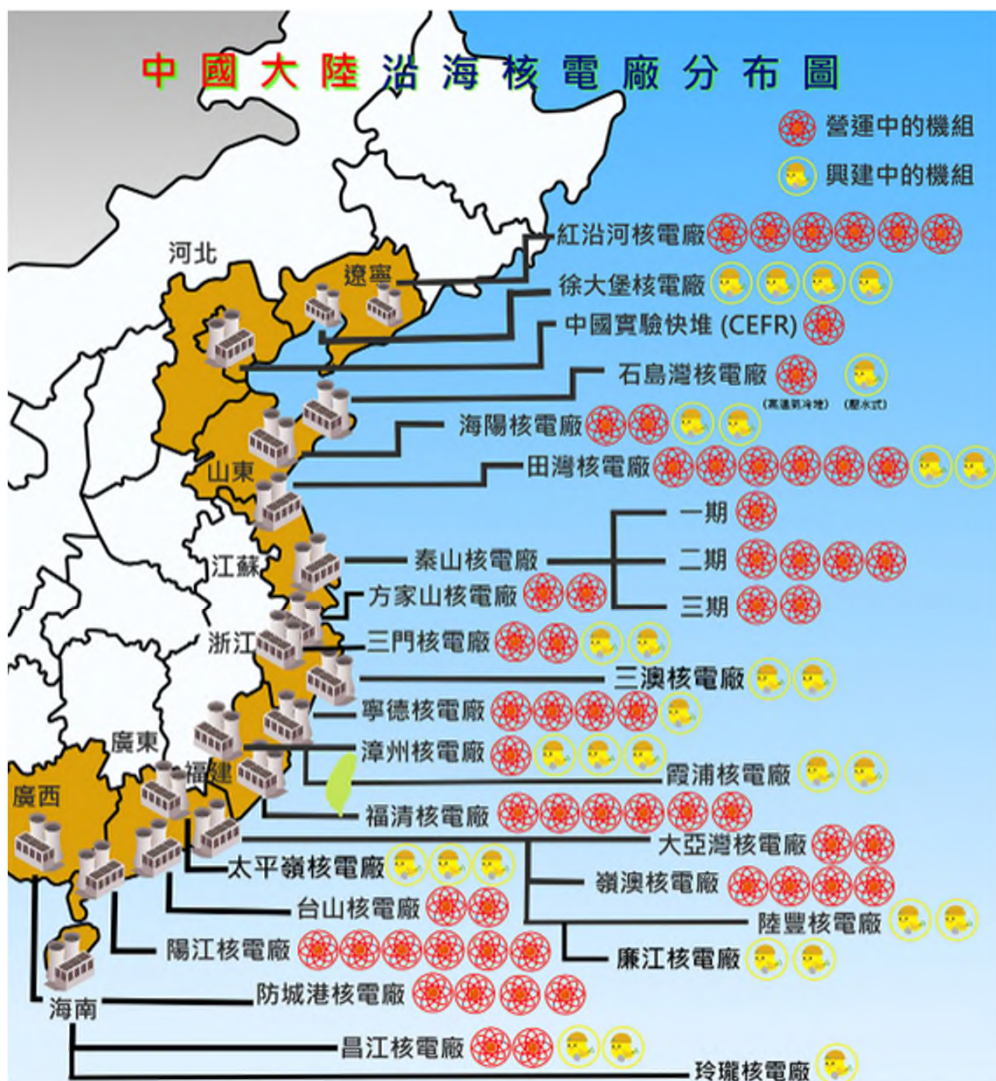 中國大陸沿海核電廠分布圖
營運中的機組
興建中的機組
河北
遼寧
山東
江蘇
浙江
廣東
福建
廣西
海南
紅沿河核電廠
徐大堡核電廠
中國實驗快堆 (CEFR)
石島灣核電廠
(高溫氣冷堆) (壓水式)
海陽核電廠
田灣核電廠
秦山核電廠
一期
二期
三期
方家山核電廠
三門核電廠
三澳核電廠
寧德核電廠
漳州核電廠
霞浦核電廠
福清核電廠
大亞灣核電廠
太平嶺核電廠
嶺澳核電廠
台山核電廠
陸豐核電廠
陽江核電廠
廉江核電廠
防城港核電廠
昌江核電廠
玲瓏核電廠